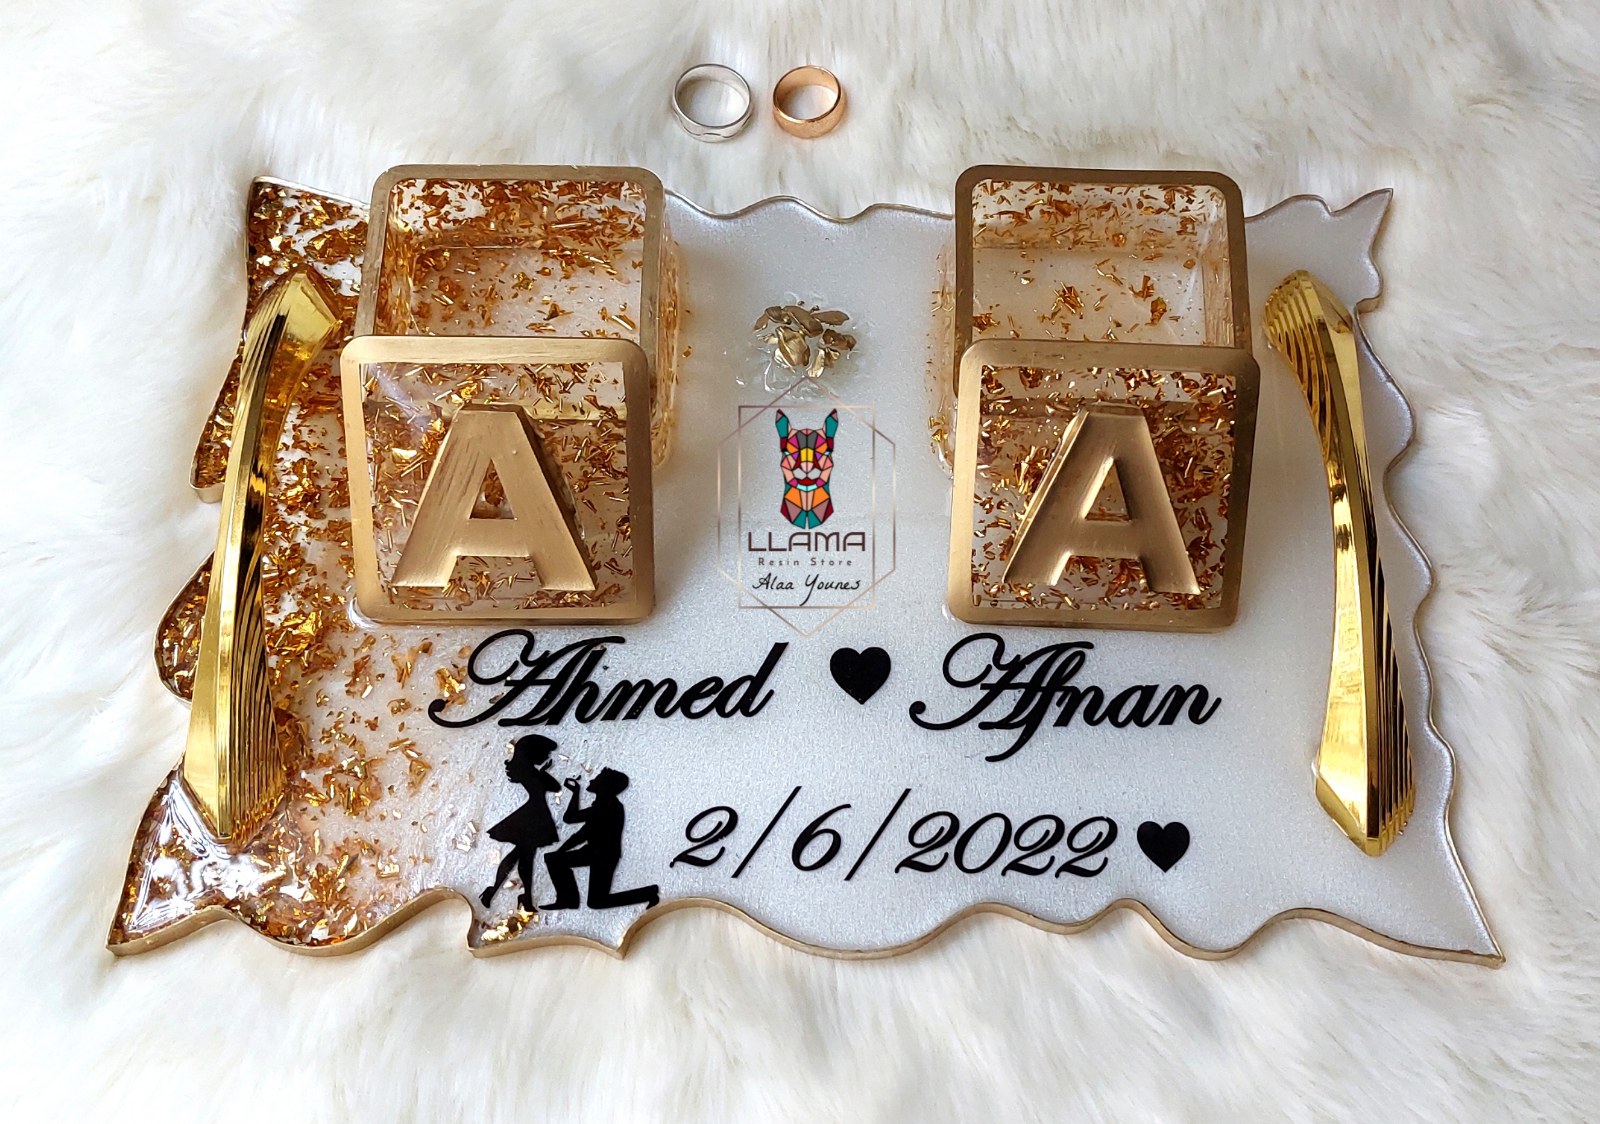 A A
LLAMA
Resin Store
Alaa Younes
Ahmed ♥ Afnan
2/6/2022 ♥